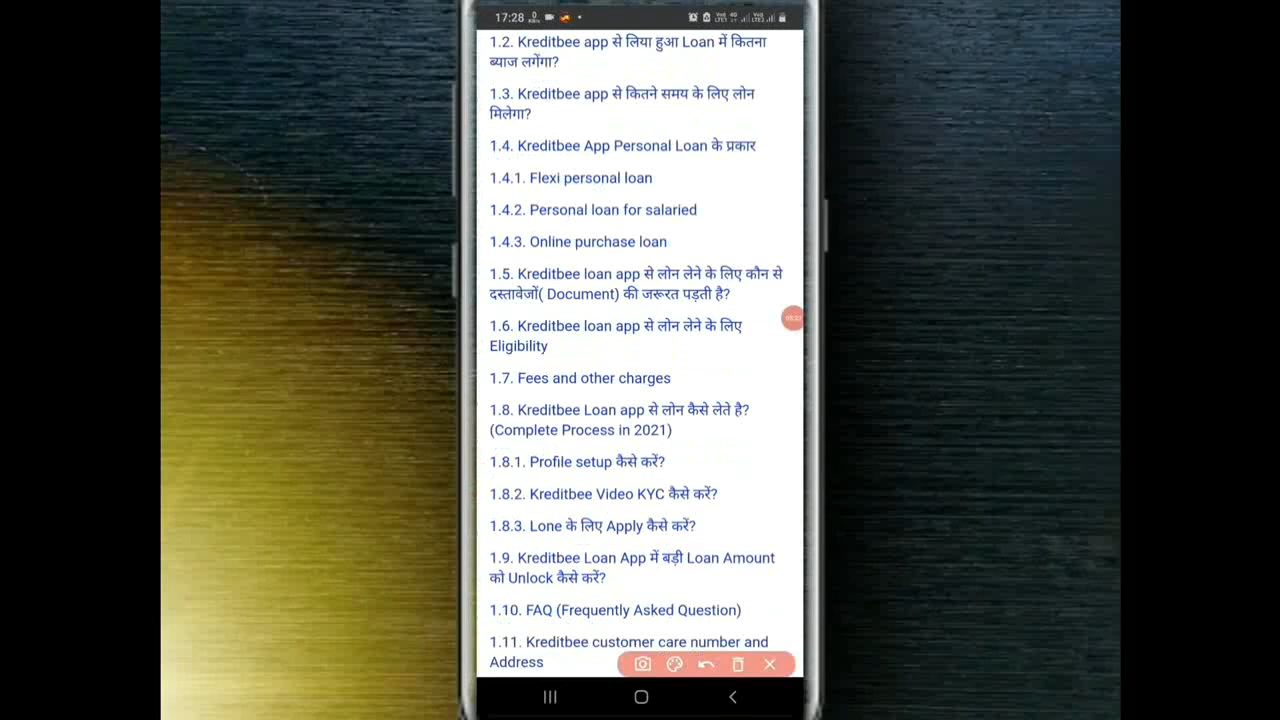 17:28
1.2. Kreditbee app से लिया हुआ Loan में कितना
ब्याज लगेंगा?
1.3. Kreditbee app से कितने समय के लिए लोन
मिलेगा?
1.4. Kreditbee App Personal Loan के प्रकार
1.4.1. Flexi personal loan
1.4.2. Personal loan for salaried
1.4.3. Online purchase loan
1.5. Kreditbee loan app से लोन लेने के लिए कौन से
दस्तावेजों( Document) की जरूरत पड़ती है?
1.6. Kreditbee loan app से लोन लेने के लिए
Eligibility
1.7. Fees and other charges
1.8. Kreditbee Loan app से लोन कैसे लेते है?
(Complete Process in 2021)
1.8.1. Profile setup कैसे करें?
1.8.2. Kreditbee Video KYC कैसे करें?
1.8.3. Lone के लिए Apply कैसे करें?
1.9. Kreditbee Loan App में बड़ी Loan Amount
को Unlock कैसे करें?
1.10. FAQ (Frequently Asked Question)
1.11. Kreditbee customer care number and
Address